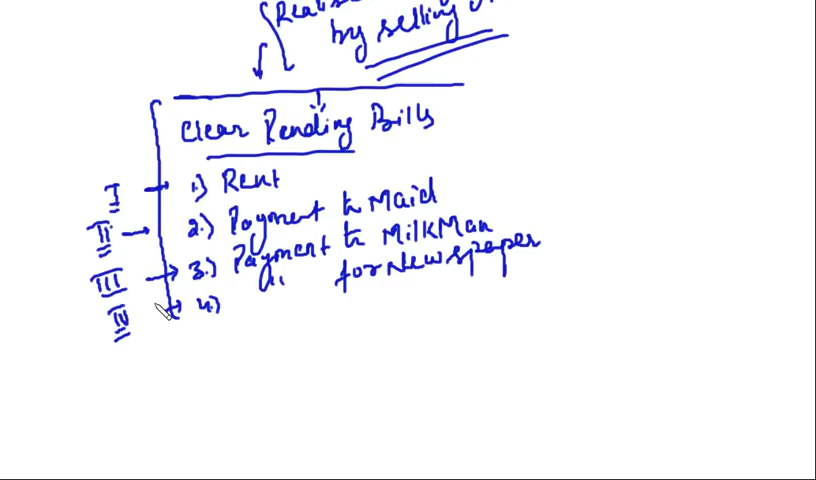 by selling
Clear Pending Bills
I → 1.) Rent
II → 2.) Payment to Maid
III → 3.) Payment to MilkMan
IV → 4.) " for Newspaper